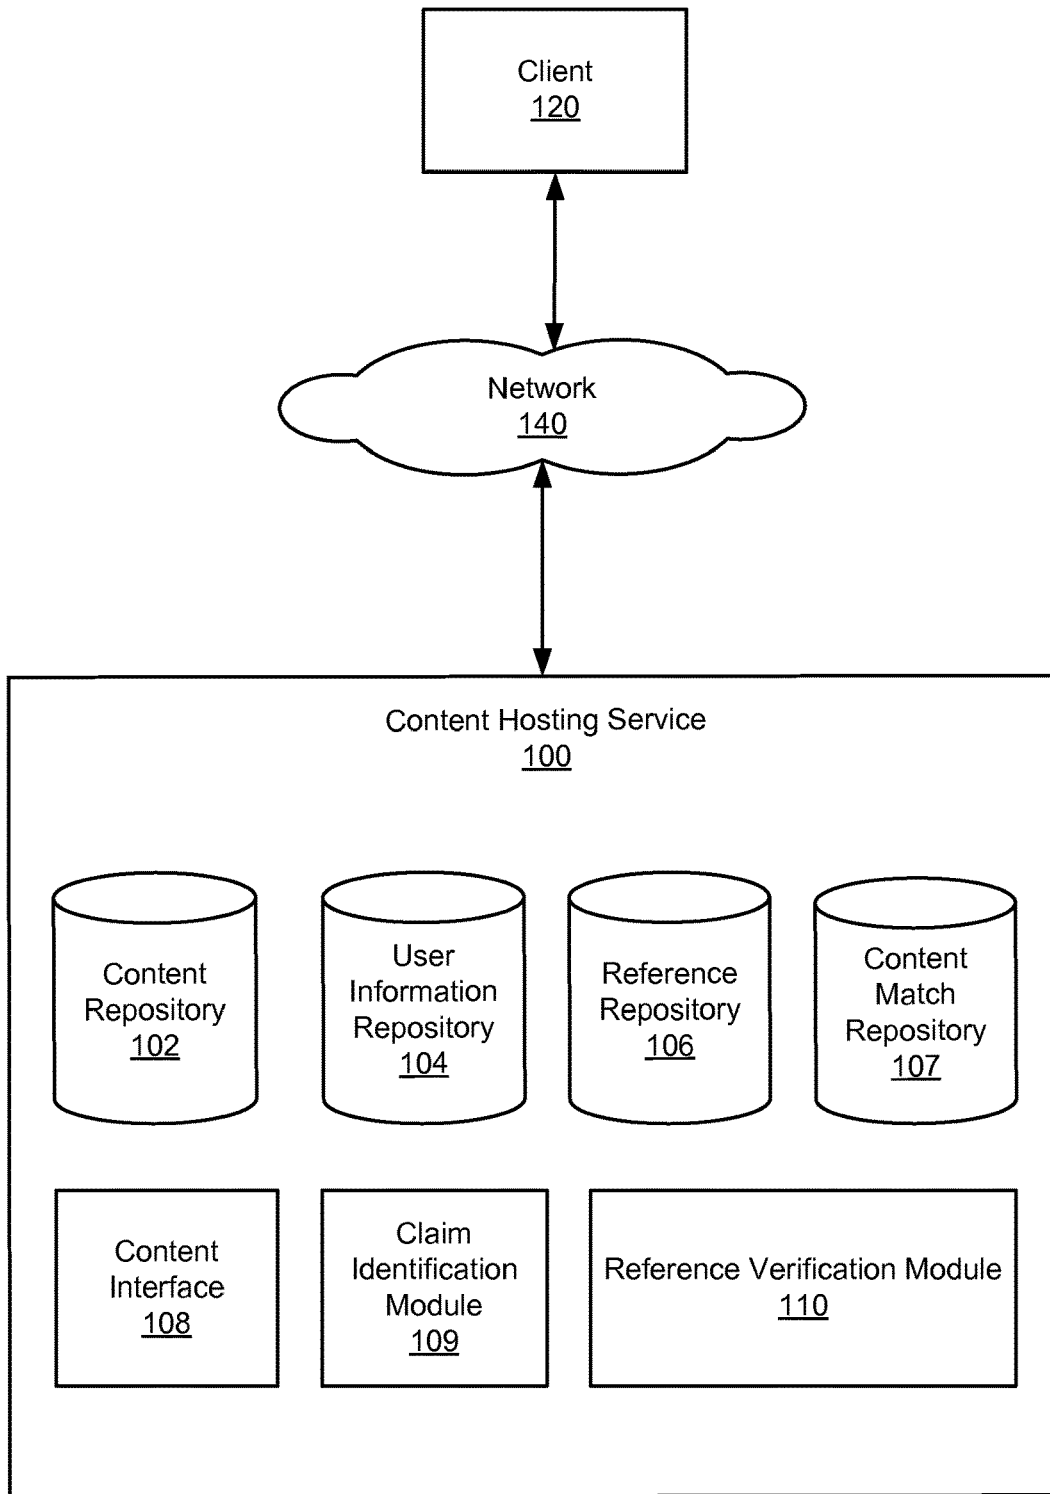 Client
120
Network
140
Content Hosting Service
100
Content
Repository
102
User
Information
Repository
104
Reference
Repository
106
Content
Match
Repository
107
Content
Interface
108
Claim
Identification
Module
109
Reference Verification Module
110